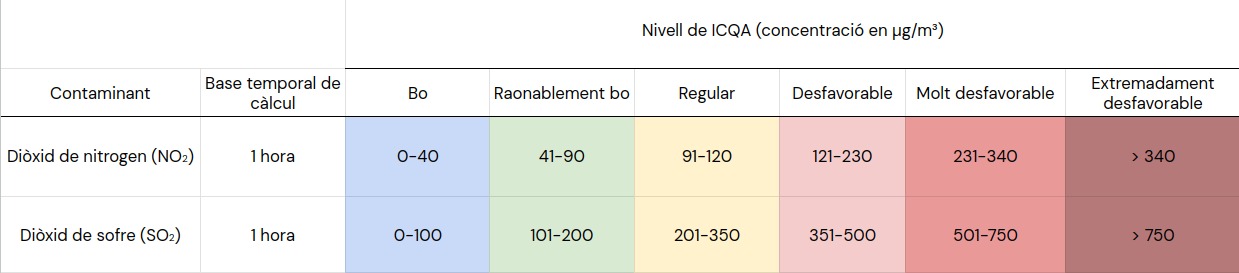 Nivell de ICQA (concentració en µg/m³)
Contaminant
Base temporal de
càlcul
Bo
Raonablement bo
Regular
Desfavorable
Molt desfavorable
Extremadament
desfavorable
Diòxid de nitrogen (NO₂)
1 hora
0-40
41-90
91-120
121-230
231-340
> 340
Diòxid de sofre (SO₂)
1 hora
0-100
101-200
201-350
351-500
501-750
> 750